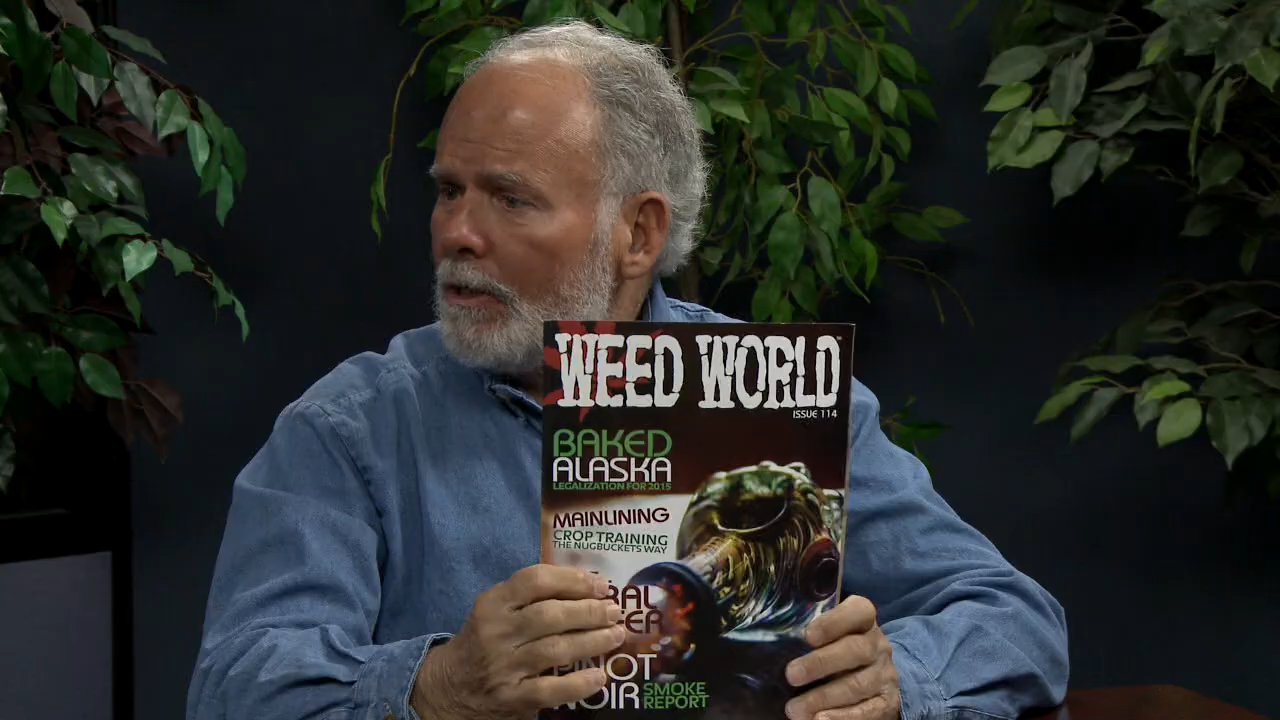 WEED WORLD
ISSUE 114
BAKED
ALASKA
LEGALIZATION FOR 2015
MAINLINING
CROP TRAINING
THE NUGBUCKETS WAY
PINOT
NOIR SMOKE
REPORT